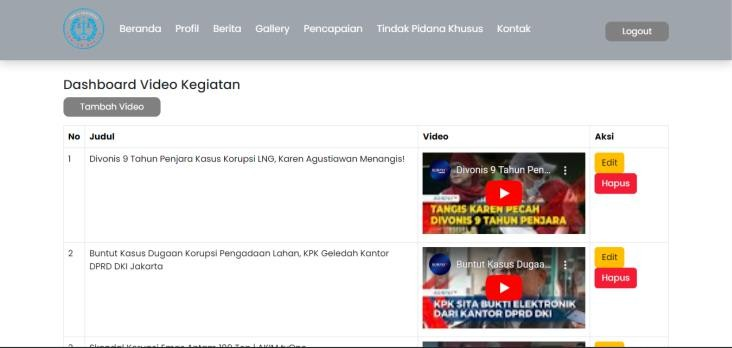 Beranda Profil Berita Gallery Pencapaian Tindak Pidana Khusus Kontak Logout
Dashboard Video Kegiatan
Tambah Video
No Judul Video Aksi
1 Divonis 9 Tahun Penjara Kasus Korupsi LNG, Karen Agustiawan Menangis!
Divonis 9 Tahun Pen...
TANGIS KAREN PECAH
DIVONIS 9 TAHUN PENJARA
Edit
Hapus
2 Buntut Kasus Dugaan Korupsi Pengadaan Lahan, KPK Geledah Kantor
DPRD DKI Jakarta
Buntut Kasus Dugaa...
KPK SITA BUKTI ELEKTRONIK
DARI KANTOR DPRD DKI
Edit
Hapus